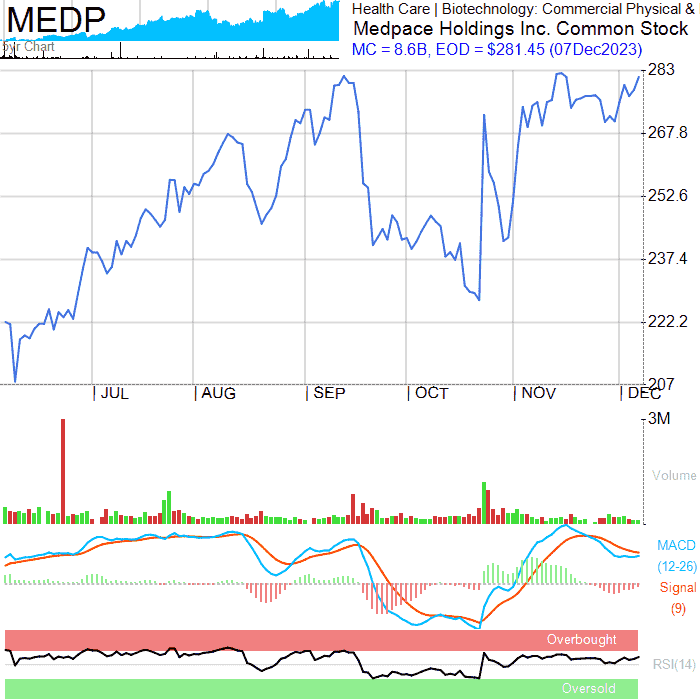 MEDP
5yr Chart
Health Care | Biotechnology: Commercial Physical &
Medpace Holdings Inc. Common Stock
MC = 8.6B, EOD = $281.45 (07Dec2023)
283
267.8
252.6
237.4
222.2
207
JUL AUG SEP OCT NOV DEC
3M
Volume
MACD
(12-26)
Signal
(9)
Overbought
RSI(14)
Oversold